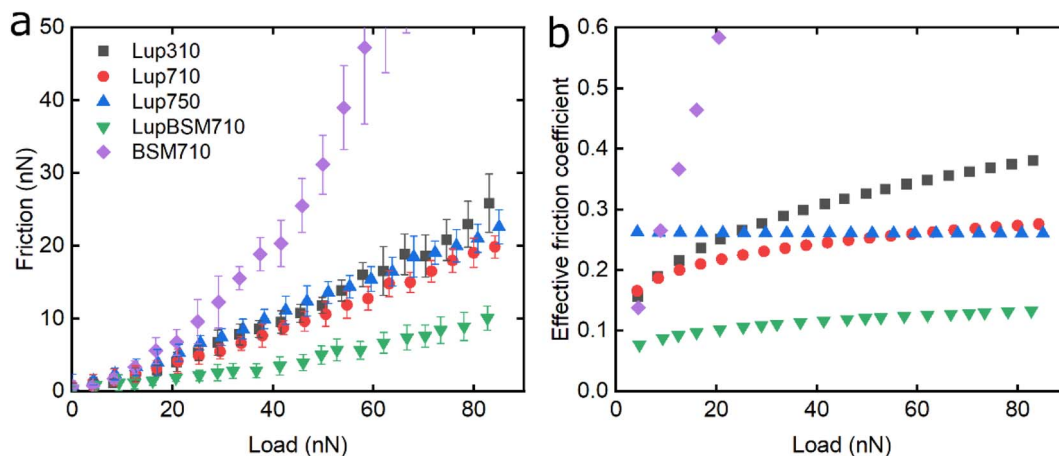 a
50
40
30
20
10
0
Friction (nN)
Lup310
Lup710
Lup750
LupBSM710
BSM710
0 20 40 60 80
Load (nN)
b
0.6
0.5
0.4
0.3
0.2
0.1
0.0
Effective friction coefficient
0 20 40 60 80
Load (nN)